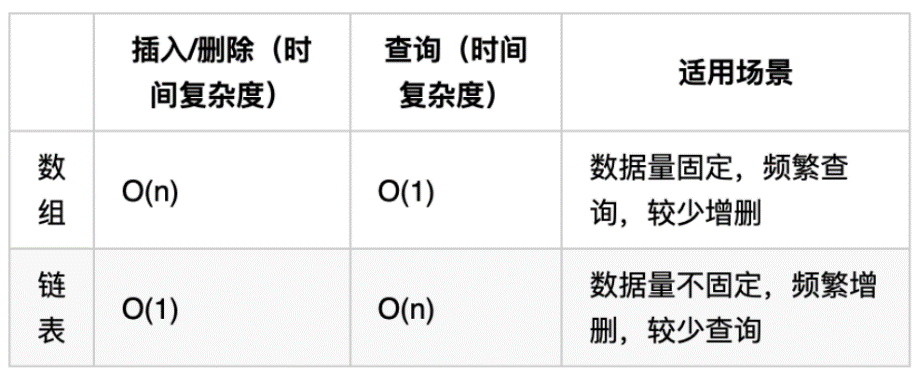 插入/删除（时
间复杂度）
查询（时间
复杂度）
适用场景
数
组
O(n)
O(1)
数据量固定，频繁查
询，较少增删
链
表
O(1)
O(n)
数据量不固定，频繁增
删，较少查询